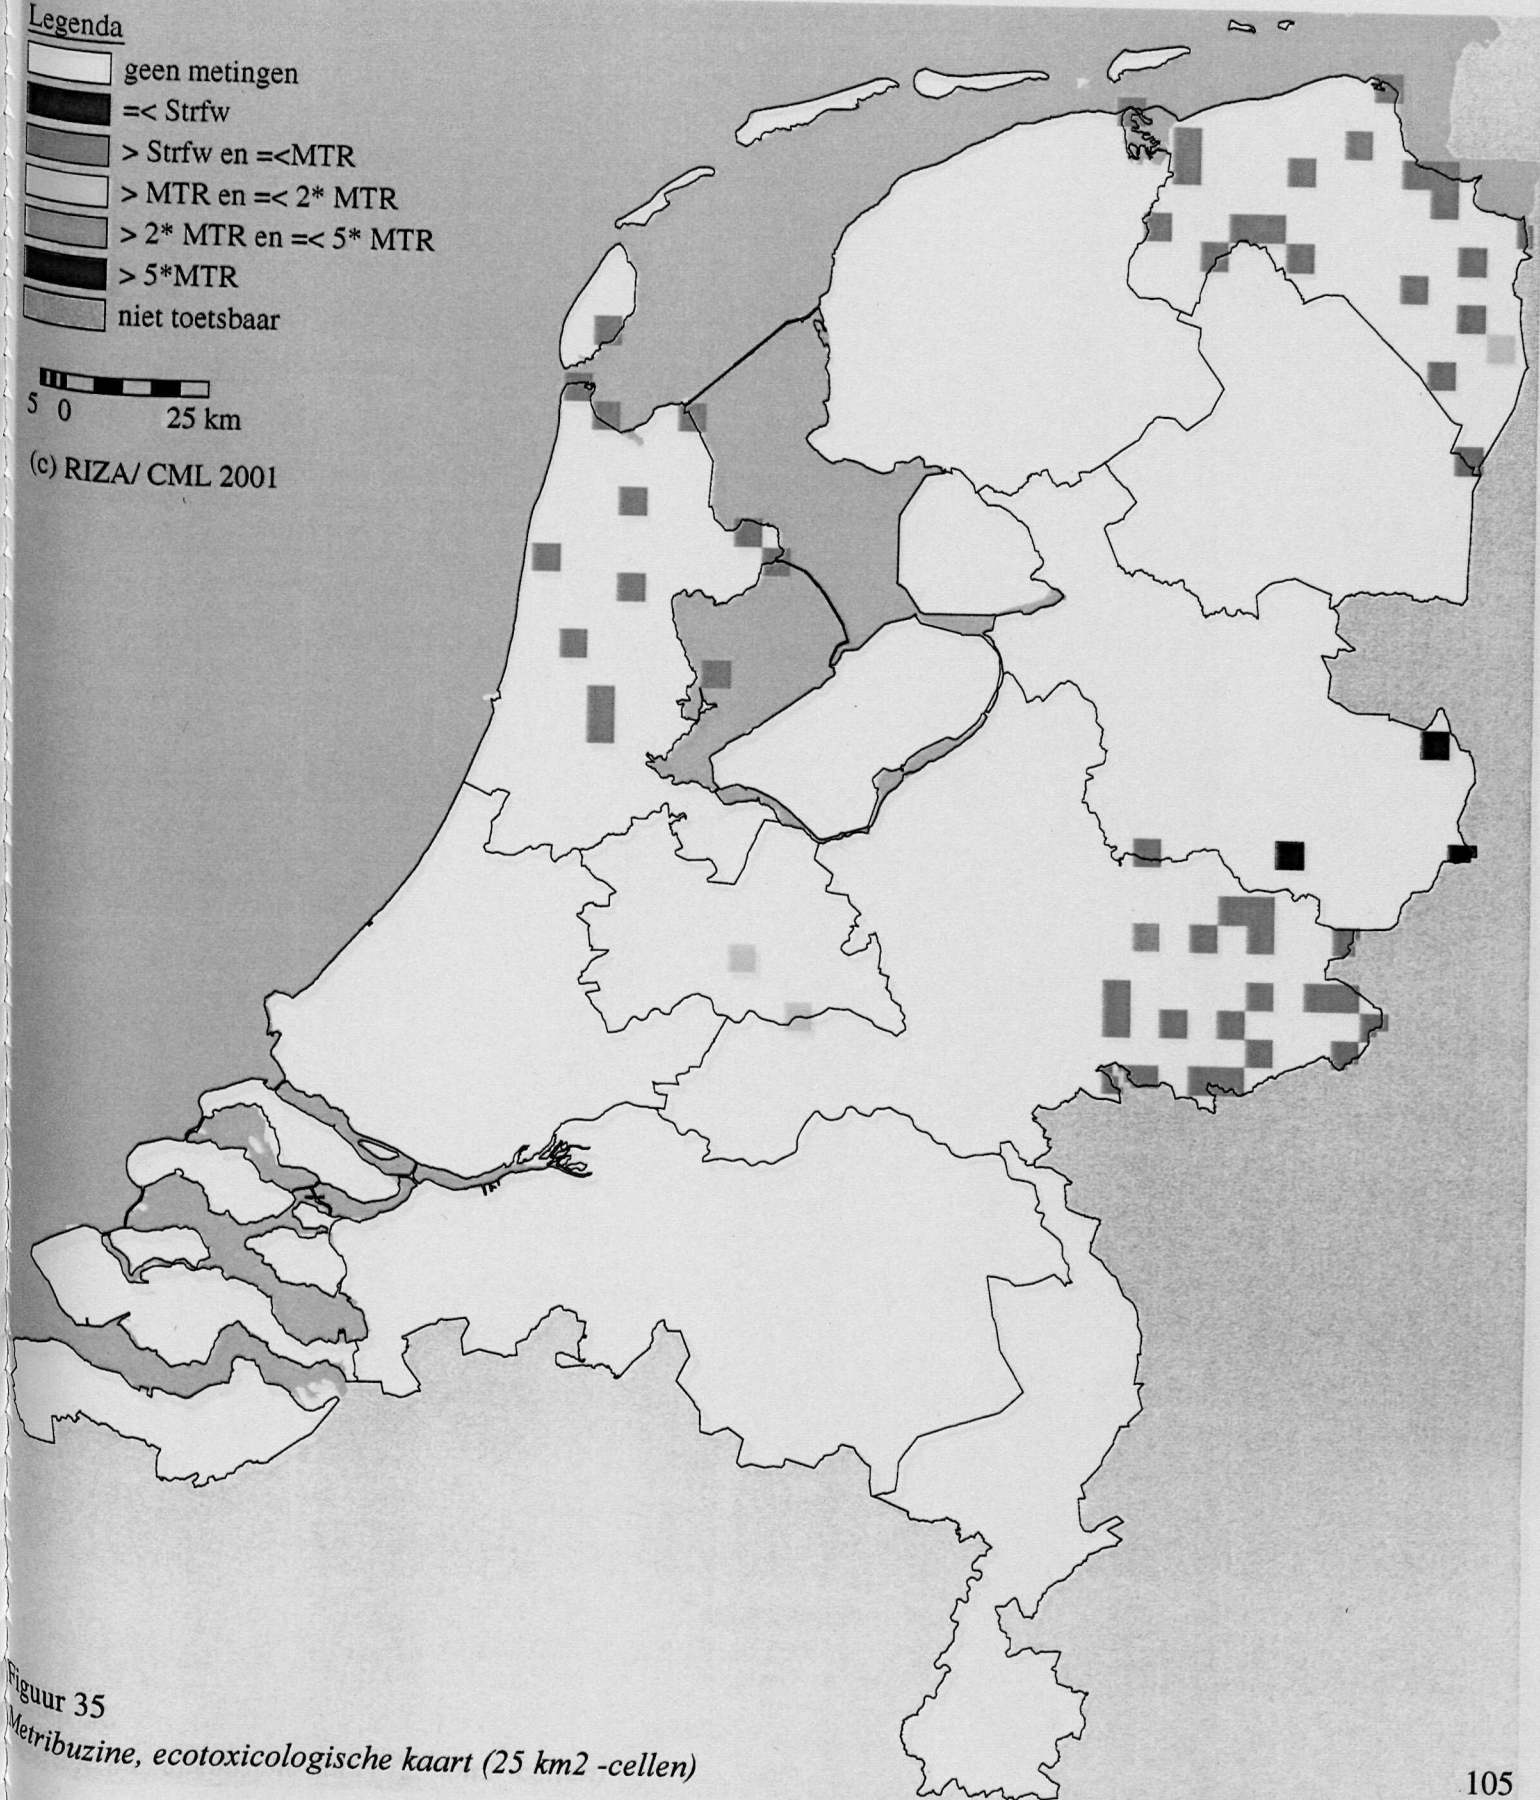 Legenda
geen metingen
=< Strfw
> Strfw en =<MTR
> MTR en =< 2* MTR
> 2* MTR en =< 5* MTR
> 5*MTR
niet toetsbaar
5 0 25 km
(c) RIZA/ CML 2001
Figuur 35
Metribuzine, ecotoxicologische kaart (25 km2 -cellen)
105